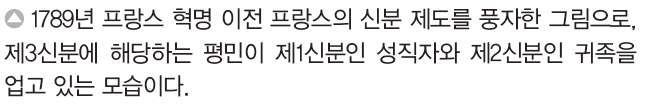 1789년 프랑스 혁명 이전 프랑스의 신분 제도를 풍자한 그림으로,
제3신분에 해당하는 평민이 제1신분인 성직자와 제2신분인 귀족을
업고 있는 모습이다.